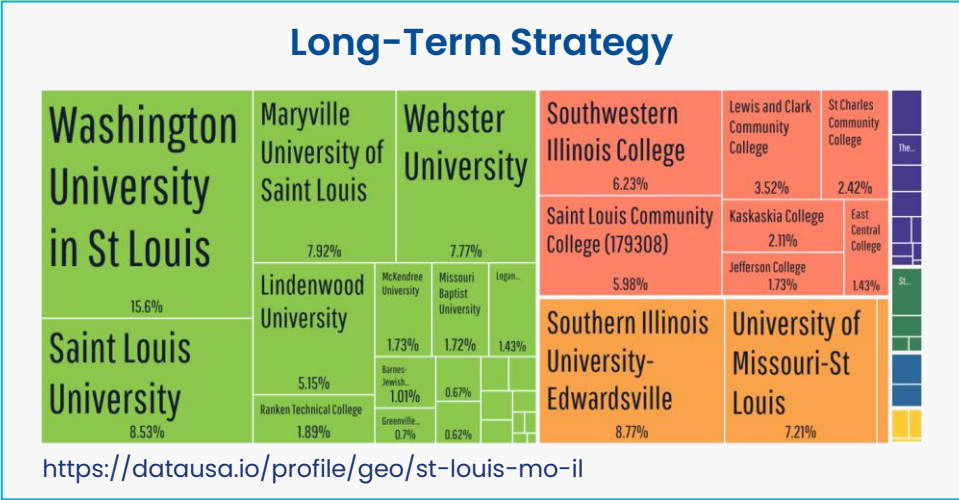 Long-Term Strategy
Washington
University
in St Louis
15.6%
Saint Louis
University
8.53%
Maryville
University of
Saint Louis
7.92%
Webster
University
7.77%
Lindenwood
University
5.15%
Ranken Technical College
1.89%
McKendree
University
1.73%
Missouri
Baptist
University
1.72%
Logan...
1.43%
Barnes-
Jewish...
1.01%
Greenville...
0.7%
0.67%
0.62%
Southwestern
Illinois College
6.23%
Saint Louis Community
College (179308)
5.98%
Lewis and Clark
Community
College
3.52%
St Charles
Community
College
2.42%
Kaskaskia College
2.11%
Jefferson College
1.73%
East
Central
College
1.43%
Southern Illinois
University-
Edwardsville
8.77%
University of
Missouri-St
Louis
7.21%
The...
St...
https://datausa.io/profile/geo/st-louis-mo-il